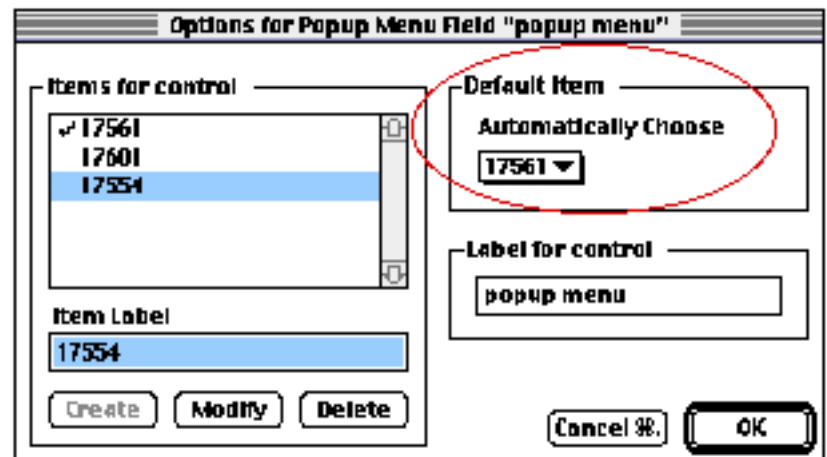 Options for Popup Menu Field "popup menu"
Items for control
✓ 17561
17601
17554
Item Label
17554
Create Modify Delete
Default Item
Automatically Choose
17561 ▼
Label for control
popup menu
Cancel ⌘. OK